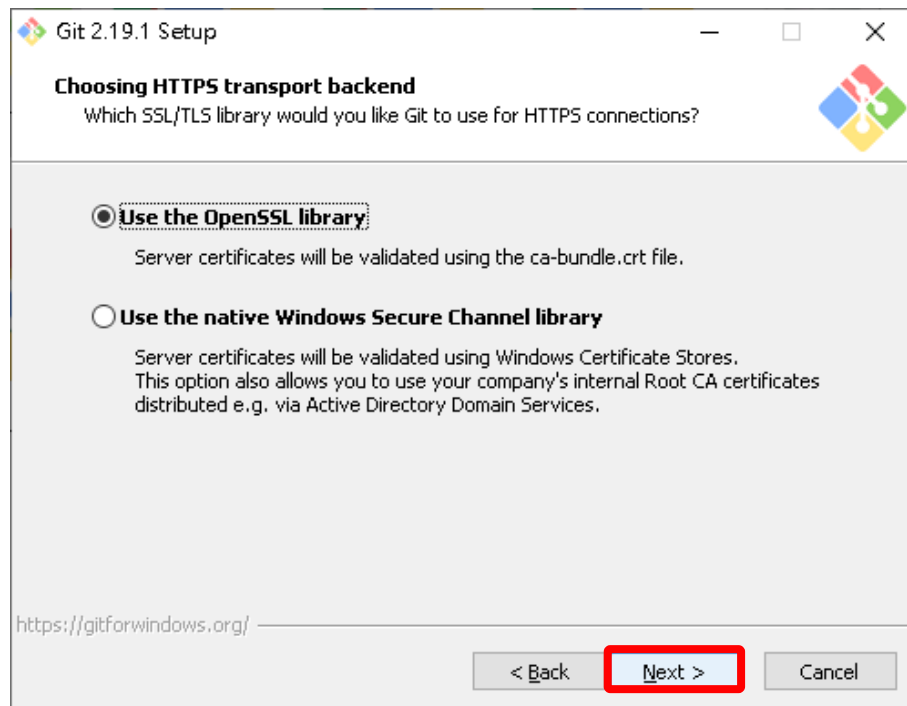 Git 2.19.1 Setup
Choosing HTTPS transport backend
Which SSL/TLS library would you like Git to use for HTTPS connections?
Use the OpenSSL library
Server certificates will be validated using the ca-bundle.crt file.
Use the native Windows Secure Channel library
Server certificates will be validated using Windows Certificate Stores.
This option also allows you to use your company's internal Root CA certificates
distributed e.g. via Active Directory Domain Services.
https://gitforwindows.org/
< Back Next > Cancel